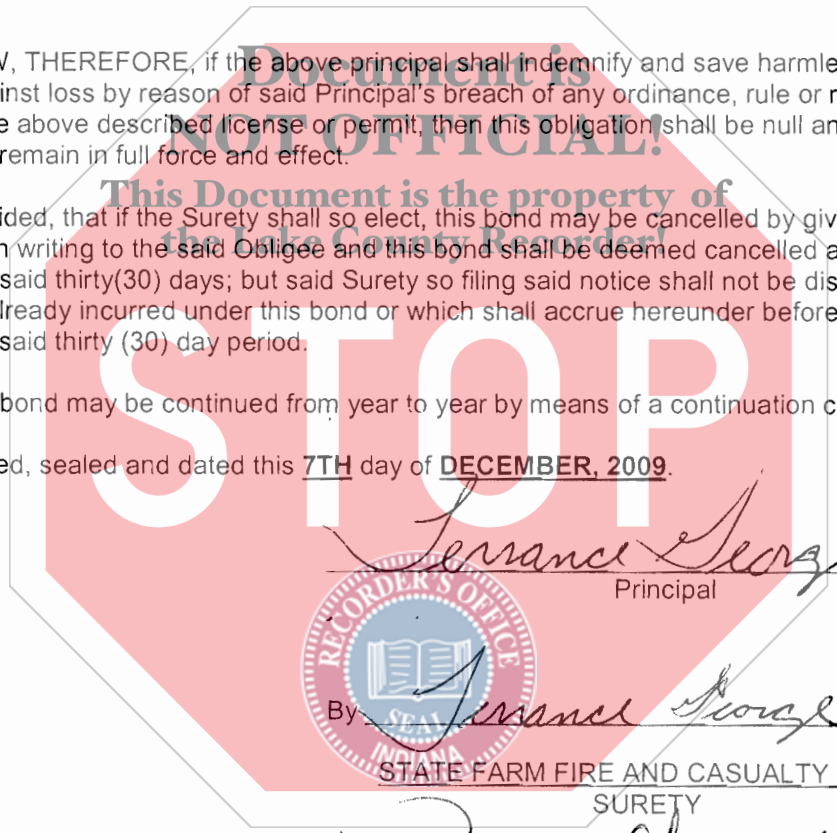 THEREFORE, if the above principal shall indemnify and save harmle
inst loss by reason of said Principal's breach of any ordinance, rule or r
e above described license or permit, then this obligation shall be null an
remain in full force and effect.
Document is
NOT OFFICIAL!
This Document is the property of
the Lake County Recorder!
ided, that if the Surety shall so elect, this bond may be cancelled by giv
n writing to the said Obligee and this bond shall be deemed cancelled a
said thirty(30) days; but said Surety so filing said notice shall not be dis
lready incurred under this bond or which shall accrue hereunder before
said thirty (30) day period.
STOP
bond may be continued from year to year by means of a continuation c
ed, sealed and dated this 7TH day of DECEMBER, 2009.
Terrance George
Principal
RECORDER'S OFFICE
SEAL
INDIANA
By Terrance George
STATE FARM FIRE AND CASUALTY
SURETY